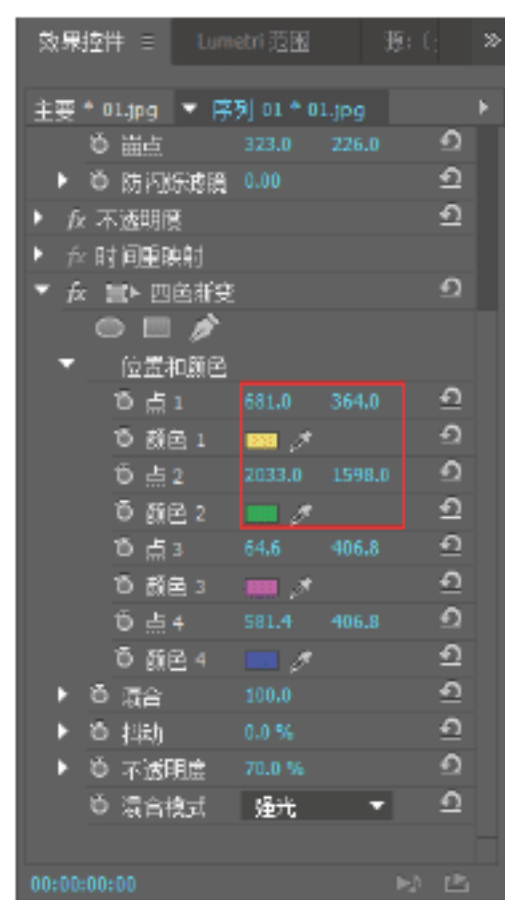 效果控件 ≡ Lumetri 范围 源：(
主要 * 01.jpg 序列 01 * 01.jpg
锚点 323.0 226.0
防闪烁滤镜 0.00
fx 不透明度
fx 时间重映射
fx 四色渐变
位置和颜色
点 1 681.0 364.0
颜色 1
点 2 2033.0 1598.0
颜色 2
点 3 64.6 406.8
颜色 3
点 4 581.4 406.8
颜色 4
混合 100.0
抖动 0.0 %
不透明度 70.0 %
混合模式 强光
00:00:00:00